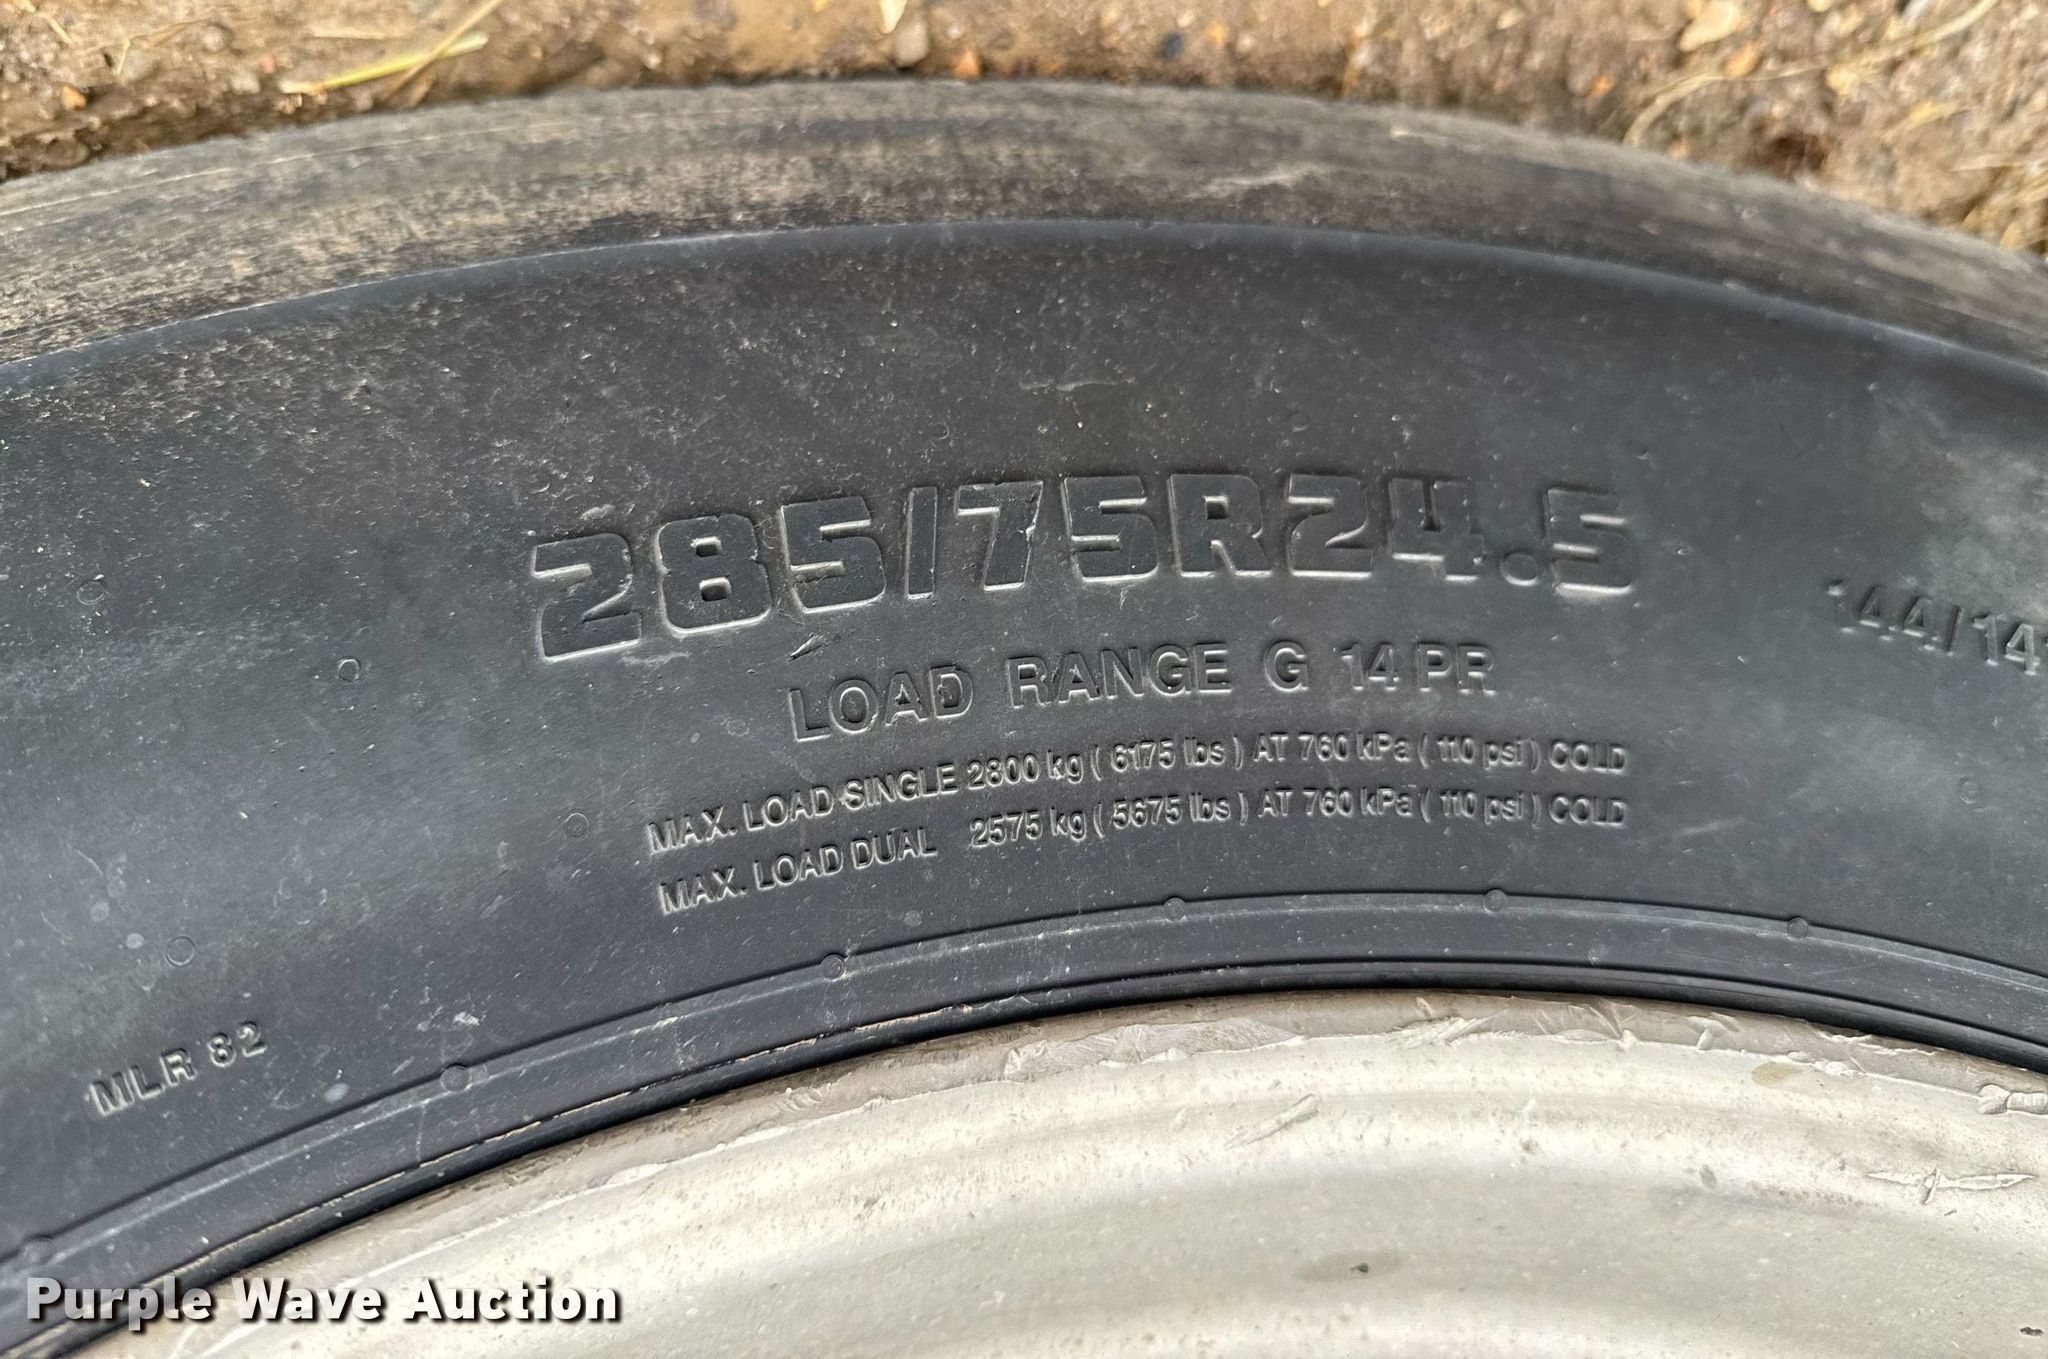 285/75R24.5
144/141
LOAD RANGE G 14 PR
MAX. LOAD SINGLE 2800 kg ( 6175 lbs ) AT 760 kPa ( 110 psi ) COLD
MAX. LOAD DUAL 2575 kg ( 5675 lbs ) AT 760 kPa ( 110 psi ) COLD
MLR 82
Purple Wave Auction